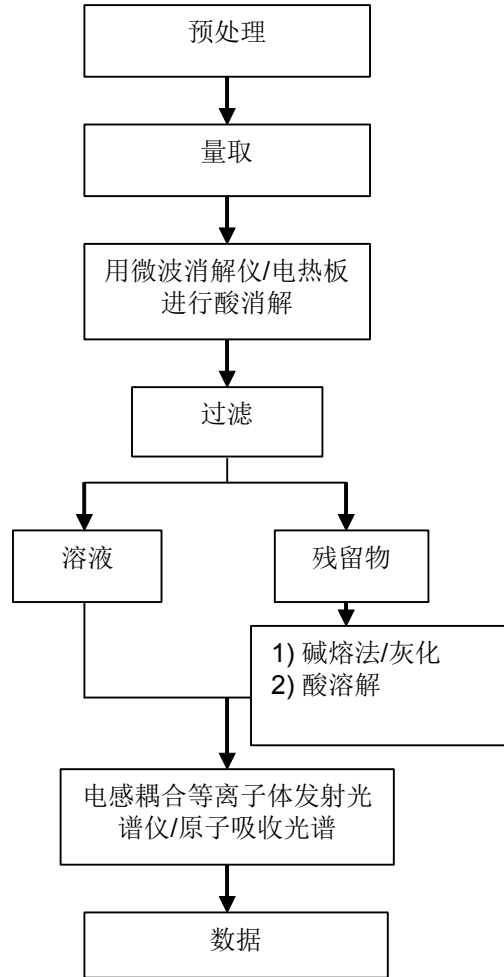 预处理
量取
用微波消解仪/电热板
进行酸消解
过滤
溶液
残留物
1) 碱熔法/灰化
2) 酸溶解
电感耦合等离子体发射光
谱仪/原子吸收光谱
数据